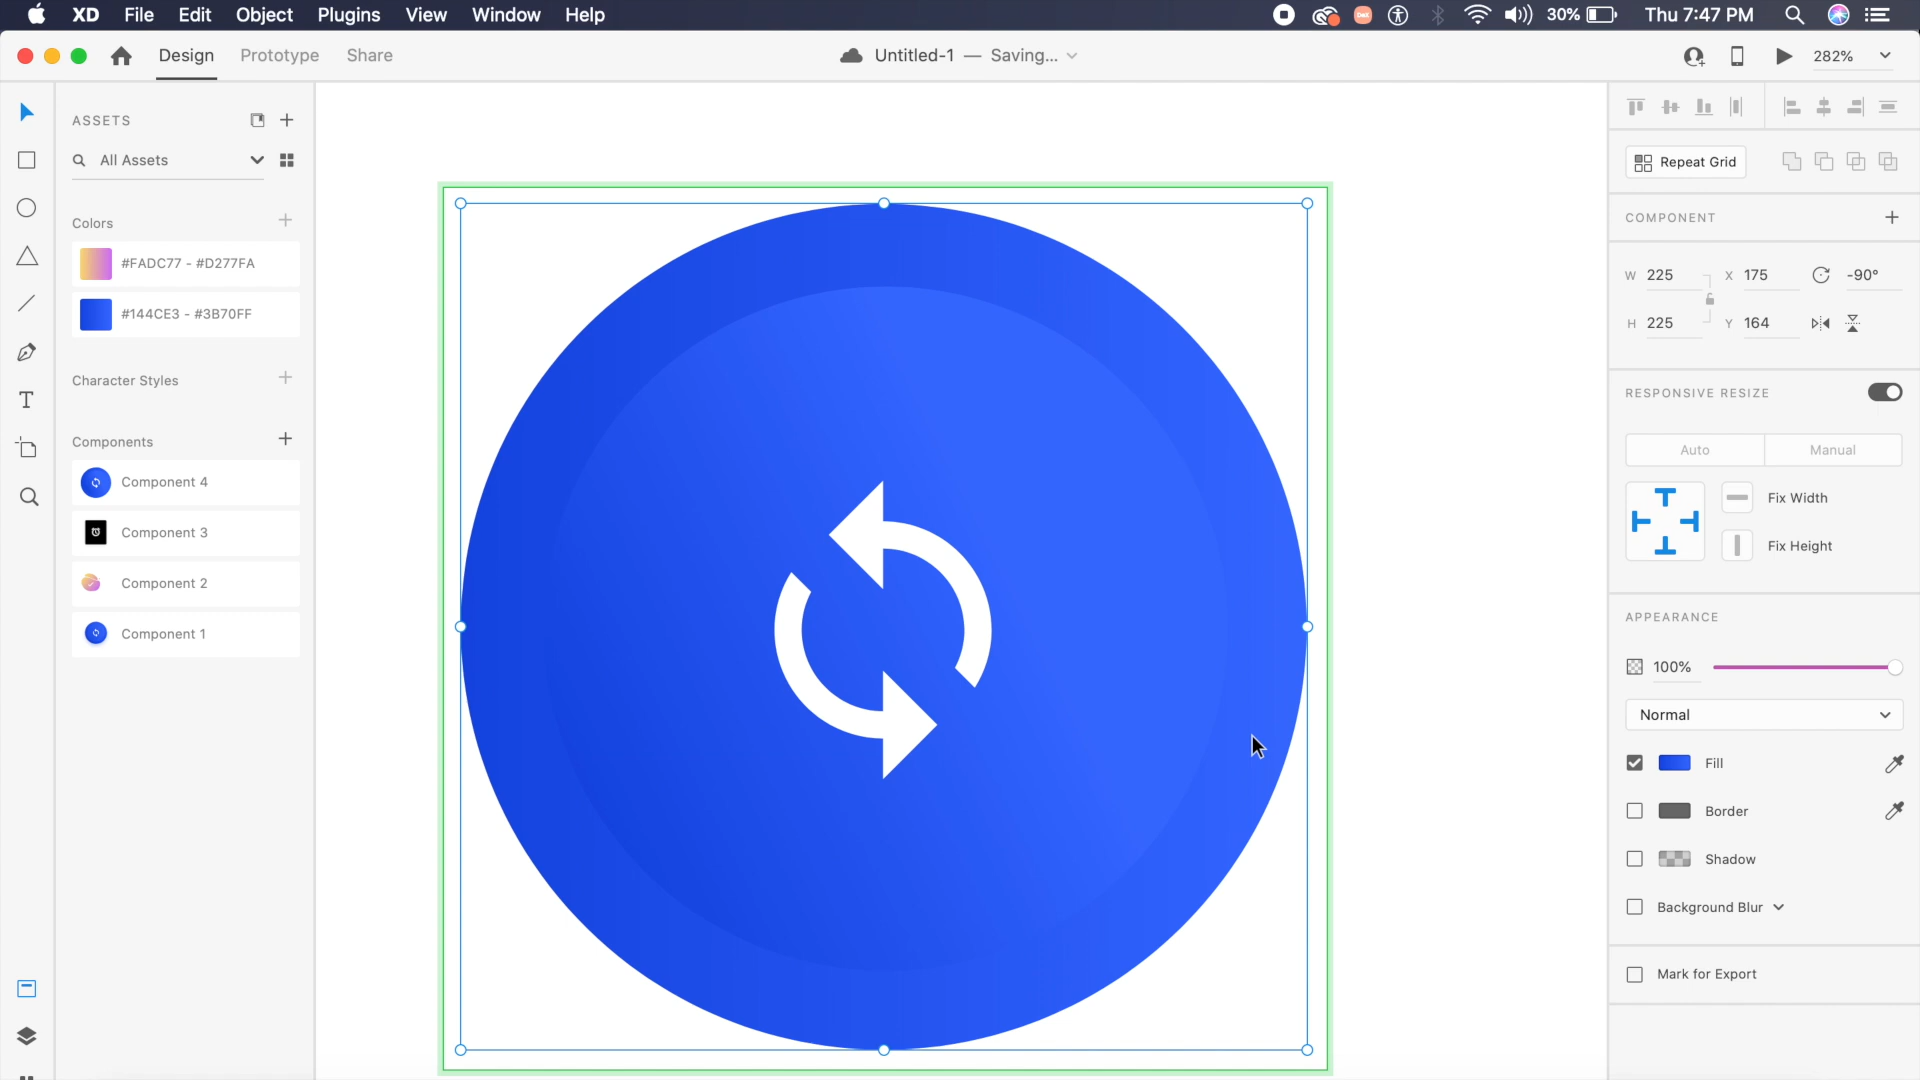 XD File Edit Object Plugins View Window Help 30% Thu 7:47 PM
Design Prototype Share Untitled-1 — Saving... 282%
ASSETS
All Assets
Colors
#FADC77 - #D277FA
#144CE3 - #3B70FF
Character Styles
Components
Component 4
Component 3
Component 2
Component 1
Repeat Grid
COMPONENT
W 225 X 175 -90°
H 225 Y 164
RESPONSIVE RESIZE
Auto Manual
Fix Width
Fix Height
APPEARANCE
100%
Normal
Fill
Border
Shadow
Background Blur
Mark for Export